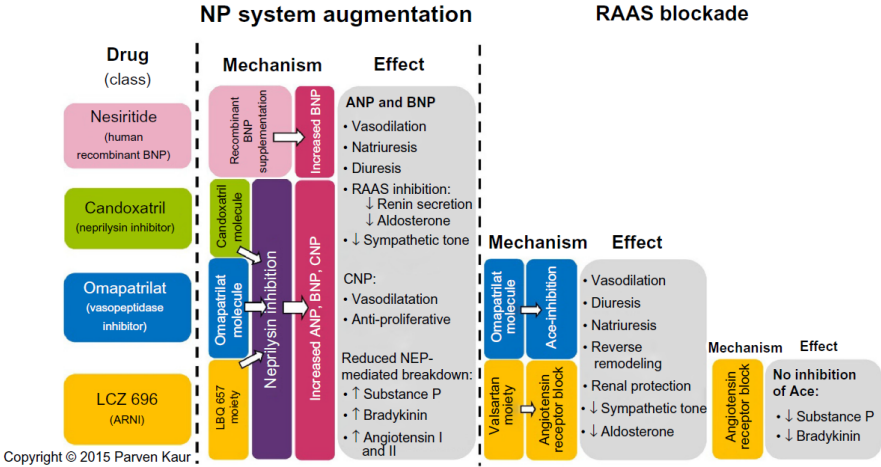 NP system augmentation
RAAS blockade
Drug
(class)
Nesiritide
(human
recombinant BNP)
Candoxatril
(neprilysin inhibitor)
Omapatrilat
(vasopeptidase
inhibitor)
LCZ 696
(ARNI)
Mechanism
Effect
Recombinant
BNP
supplementation
Increased BNP
Candoxatril
molecule
Omapatrilat
molecule
LBQ 657
moiety
Neprilysin inhibition
Increased ANP, BNP, CNP
ANP and BNP
• Vasodilation
• Natriuresis
• Diuresis
• RAAS inhibition:
↓ Renin secretion
↓ Aldosterone
• ↓ Sympathetic tone
CNP:
• Vasodilatation
• Anti-proliferative
Reduced NEP-
mediated breakdown:
• ↑ Substance P
• ↑ Bradykinin
• ↑ Angiotensin I
and II
Mechanism
Effect
Omapatrilat
molecule
Ace-inhibition
Valsartan
moiety
Angiotensin
receptor block
• Vasodilation
• Diuresis
• Natriuresis
• Reverse
remodeling
• Renal protection
• ↓ Sympathetic tone
• ↓ Aldosterone
Mechanism
Effect
Angiotensin
receptor block
No inhibition
of Ace:
• ↓ Substance P
• ↓ Bradykinin
Copyright © 2015 Parven Kaur